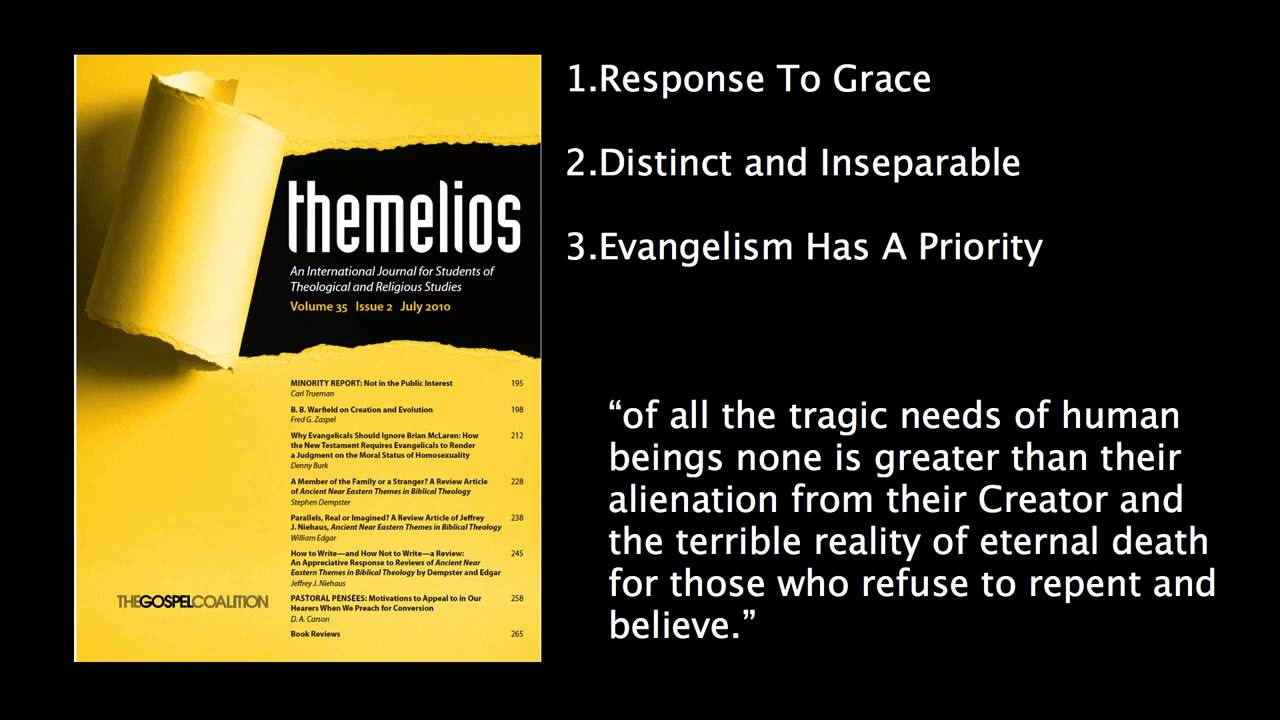 themelios
An International Journal for Students of
Theological and Religious Studies
Volume 35 Issue 2 July 2010
MINORITY REPORT: Not in the Public Interest 195
Carl Trueman
B. B. Warfield on Creation and Evolution 198
Fred G. Zaspel
Why Evangelicals Should Ignore Brian McLaren: How 212
the New Testament Requires Evangelicals to Render
a Judgment on the Moral Status of Homosexuality
Denny Burk
A Member of the Family or a Stranger? A Review Article 228
of Ancient Near Eastern Themes in Biblical Theology
Stephen Dempster
Parallels, Real or Imagined? A Review Article of Jeffrey 238
J. Niehaus, Ancient Near Eastern Themes in Biblical Theology
William Edgar
How to Write—and How Not to Write—a Review: 245
An Appreciative Response to Reviews of Ancient Near
Eastern Themes in Biblical Theology by Dempster and Edgar
Jeffrey J. Niehaus
PASTORAL PENSÉES: Motivations to Appeal to in Our 258
Hearers When We Preach for Conversion
D. A. Carson
Book Reviews 265
THEGOSPELCOALITION
1.Response To Grace
2.Distinct and Inseparable
3.Evangelism Has A Priority
“of all the tragic needs of human
beings none is greater than their
alienation from their Creator and
the terrible reality of eternal death
for those who refuse to repent and
believe.”